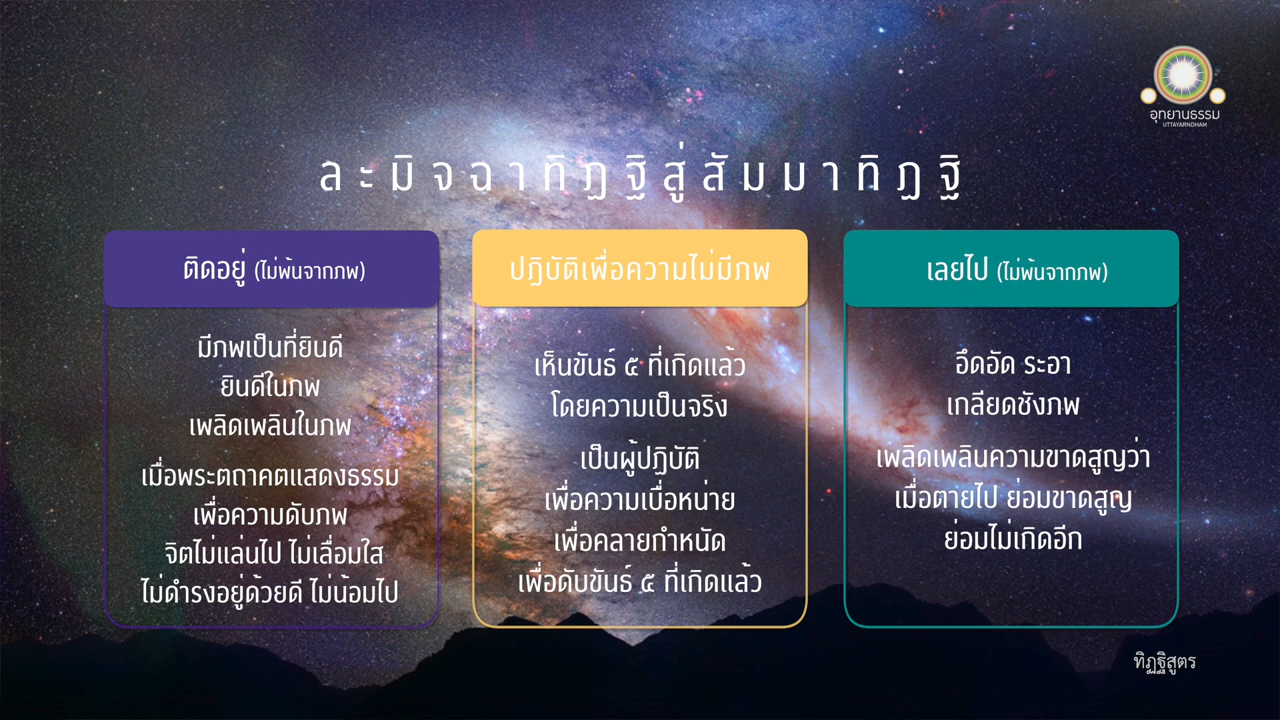 อุทยานธรรม
UTTAYARNDHAM
ละมิจฉาทิฏฐิสู่สัมมาทิฏฐิ
ติดอยู่ (ไม่พ้นจากภพ)
มีภพเป็นที่ยินดี
ยินดีในภพ
เพลิดเพลินในภพ
เมื่อพระตถาคตแสดงธรรม
เพื่อความดับภพ
จิตไม่แล่นไป ไม่เลื่อมใส
ไม่ดำรงอยู่ด้วยดี ไม่น้อมไป
ปฏิบัติเพื่อความไม่มีภพ
เห็นขันธ์ ๕ ที่เกิดแล้ว
โดยความเป็นจริง
เป็นผู้ปฏิบัติ
เพื่อความเบื่อหน่าย
เพื่อคลายกำหนัด
เพื่อดับขันธ์ ๕ ที่เกิดแล้ว
เลยไป (ไม่พ้นจากภพ)
อึดอัด ระอา
เกลียดชังภพ
เพลิดเพลินความขาดสูญว่า
เมื่อตายไป ย่อมขาดสูญ
ย่อมไม่เกิดอีก
ทิฏฐิสูตร